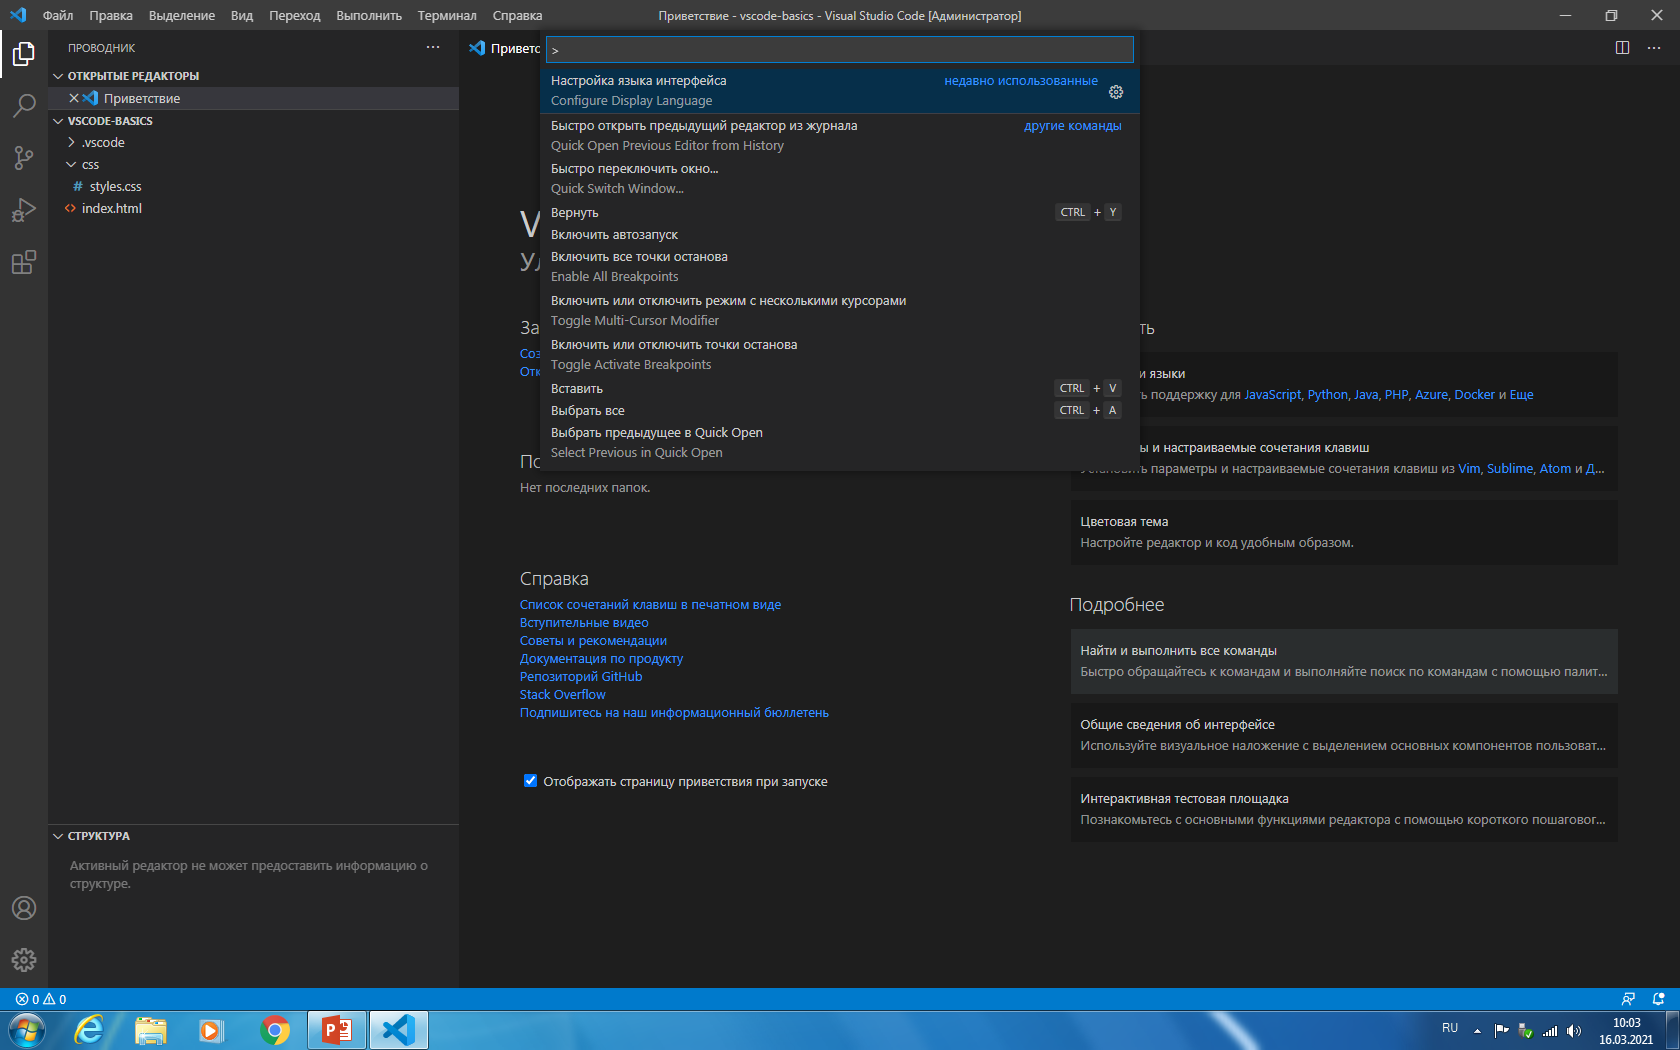 Файл Правка Выделение Вид Переход Выполнить Терминал Справка
Приветствие - vscode-basics - Visual Studio Code [Администратор]
ПРОВОДНИК
ОТКРЫТЫЕ РЕДАКТОРЫ
Приветствие
VSCODE-BASICS
.vscode
css
# styles.css
<> index.html
СТРУКТУРА
Активный редактор не может предоставить информацию о
структуре.
>
Настройка языка интерфейса недавно использованные
Configure Display Language
Быстро открыть предыдущий редактор из журнала другие команды
Quick Open Previous Editor from History
Быстро переключить окно...
Quick Switch Window...
Вернуть CTRL + Y
Включить автозапуск
Включить все точки останова
Enable All Breakpoints
Включить или отключить режим с несколькими курсорами
Toggle Multi-Cursor Modifier
Включить или отключить точки останова
Toggle Activate Breakpoints
Вставить CTRL + V
Выбрать все CTRL + A
Выбрать предыдущее в Quick Open
Select Previous in Quick Open
Нет последних папок.
Справка
Список сочетаний клавиш в печатном виде
Вступительные видео
Советы и рекомендации
Документация по продукту
Репозиторий GitHub
Stack Overflow
Подпишитесь на наш информационный бюллетень
Отображать страницу приветствия при запуске
и языки
поддержку для JavaScript, Python, Java, PHP, Azure, Docker и Еще
и настраиваемые сочетания клавиш
параметры и настраиваемые сочетания клавиш из Vim, Sublime, Atom и Д...
Цветовая тема
Настройте редактор и код удобным образом.
Подробнее
Найти и выполнить все команды
Быстро обращайтесь к командам и выполняйте поиск по командам с помощью палит...
Общие сведения об интерфейсе
Используйте визуальное наложение с выделением основных компонентов пользоват...
Интерактивная тестовая площадка
Познакомьтесь с основными функциями редактора с помощью короткого пошаговог...
0 0
RU
10:03
16.03.2021